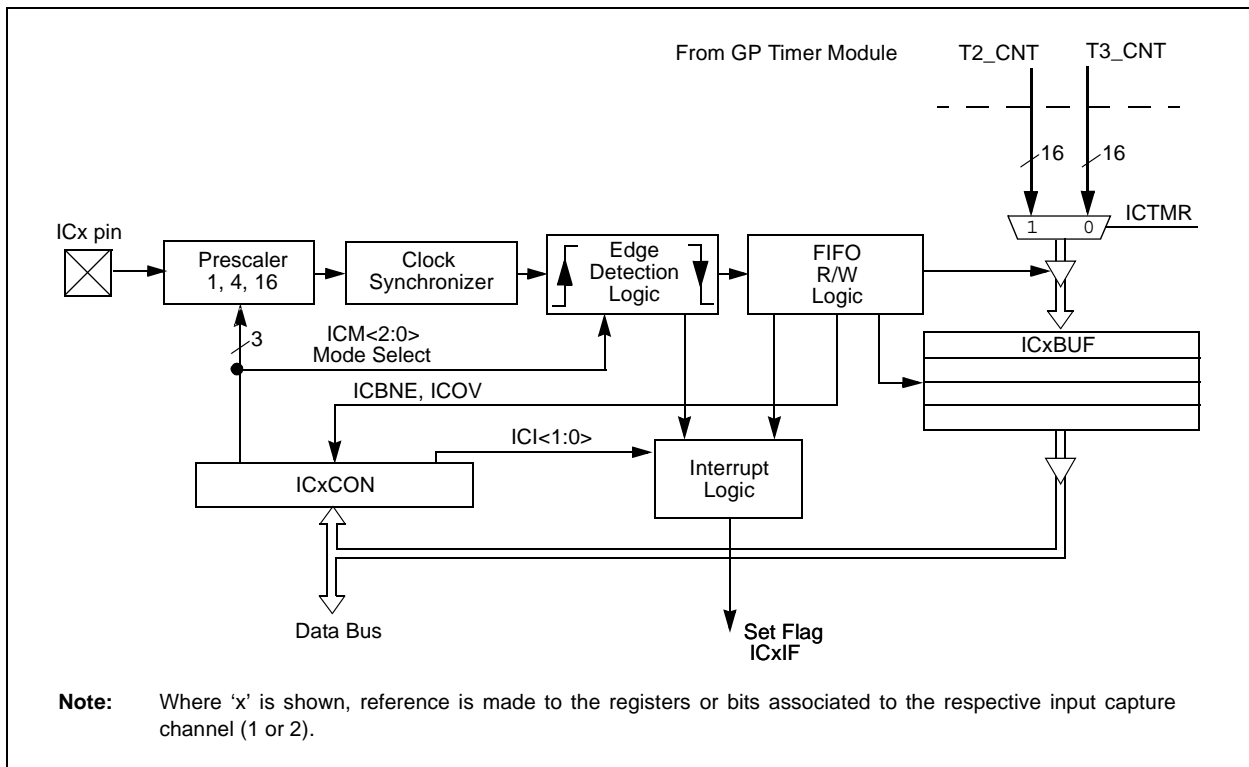 From GP Timer Module T2_CNT T3_CNT
16 16
ICx pin
1 0 ICTMR
Prescaler
1, 4, 16
Clock
Synchronizer
Edge
Detection
Logic
FIFO
R/W
Logic
3
ICM<2:0>
Mode Select
ICxBUF
ICBNE, ICOV
ICI<1:0>
ICxCON
Interrupt
Logic
Data Bus
Set Flag
ICxIF
Note: Where ‘x’ is shown, reference is made to the registers or bits associated to the respective input capture
channel (1 or 2).